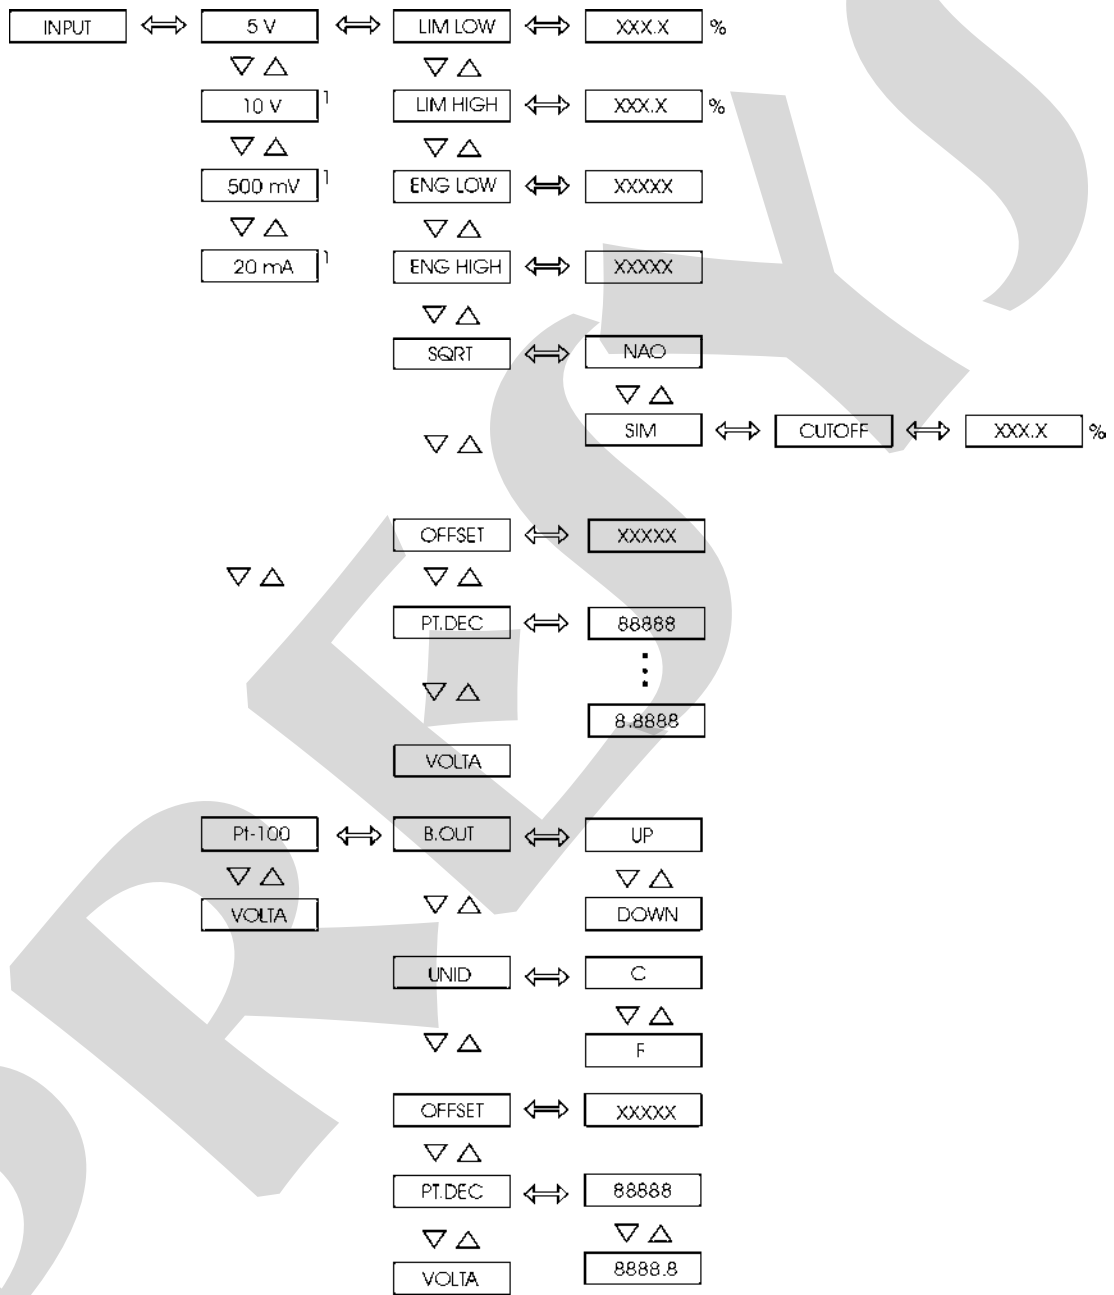 INPUT 5 V LIM LOW XXX.X %
10 V 1 LIM HIGH XXX.X %
500 mV 1 ENG LOW XXXXX
20 mA 1 ENG HIGH XXXXX
SQRT NAO
SIM CUTOFF XXX.X %
OFFSET XXXXX
PT.DEC 88888
8.8888
VOLTA
Pt-100 B.OUT UP
VOLTA DOWN
UNID C
F
OFFSET XXXXX
PT.DEC 88888
VOLTA 8888.8
PRESYS